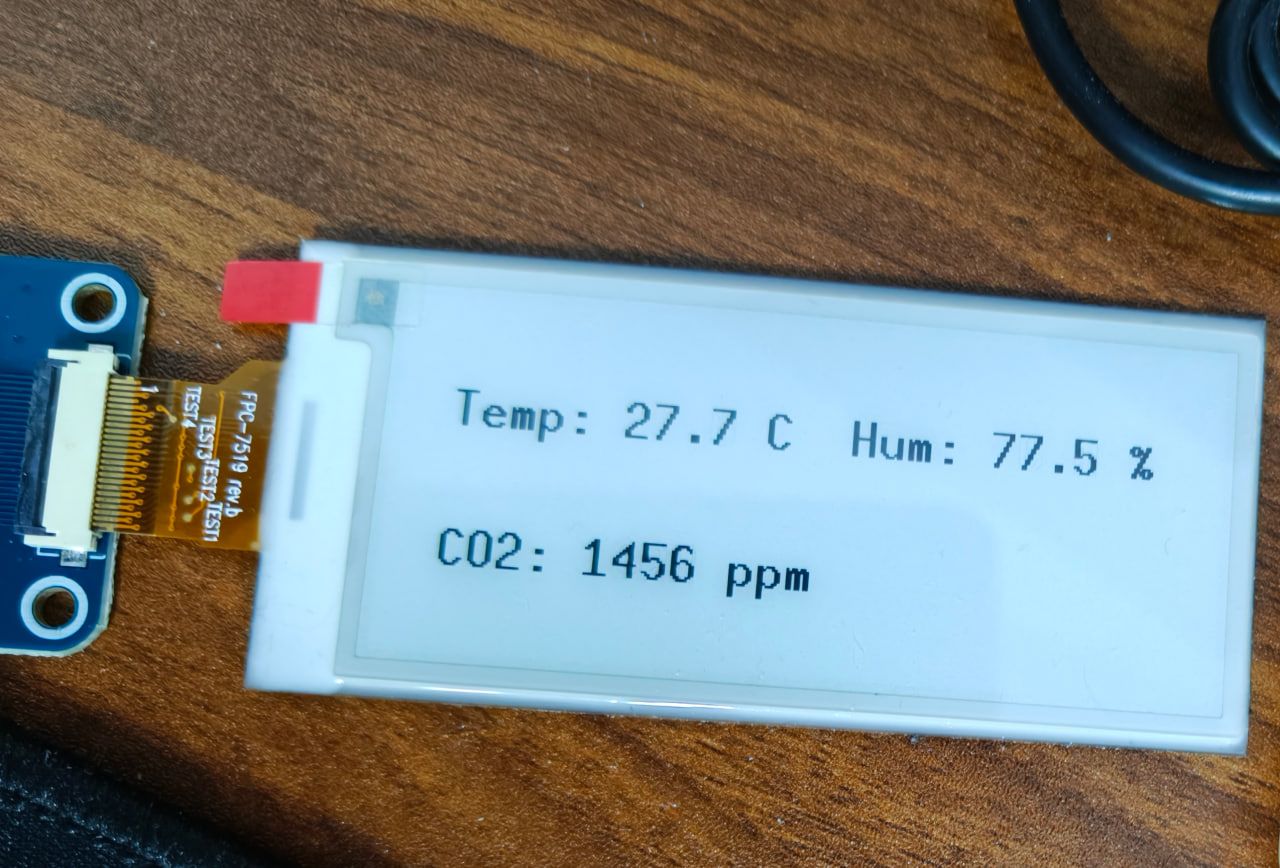 Temp: 27.7 C Hum: 77.5 %
CO2: 1456 ppm
FPC-7519 rev.b
TEST1
TEST2
TEST3
TEST4
1